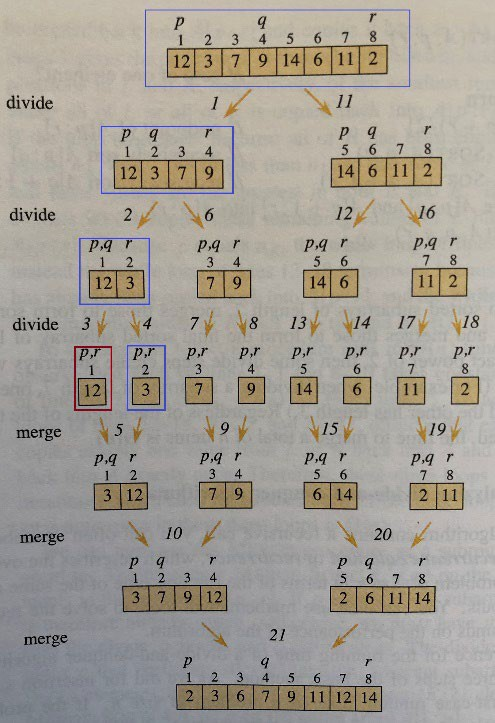 p q r
1 2 3 4 5 6 7 8
12 3 7 9 14 6 11 2
divide 1 11
p q r p q r
1 2 3 4 5 6 7 8
12 3 7 9 14 6 11 2
divide 2 6 12 16
p,q r p,q r p,q r p,q r
1 2 3 4 5 6 7 8
12 3 7 9 14 6 11 2
divide 3 4 7 8 13 14 17 18
p,r p,r p,r p,r p,r p,r p,r p,r
1 2 3 4 5 6 7 8
12 3 7 9 14 6 11 2
merge 5 9 15 19
p,q r p,q r p,q r p,q r
1 2 3 4 5 6 7 8
3 12 7 9 6 14 2 11
merge 10 20
p q r p q r
1 2 3 4 5 6 7 8
3 7 9 12 2 6 11 14
merge 21
p q r
1 2 3 4 5 6 7 8
2 3 6 7 9 11 12 14